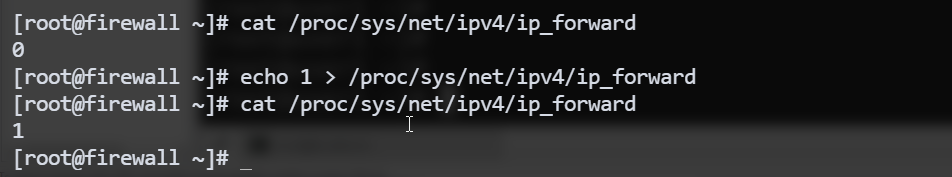 [root@firewall ~]# cat /proc/sys/net/ipv4/ip_forward
0
[root@firewall ~]# echo 1 > /proc/sys/net/ipv4/ip_forward
[root@firewall ~]# cat /proc/sys/net/ipv4/ip_forward
1
[root@firewall ~]# _